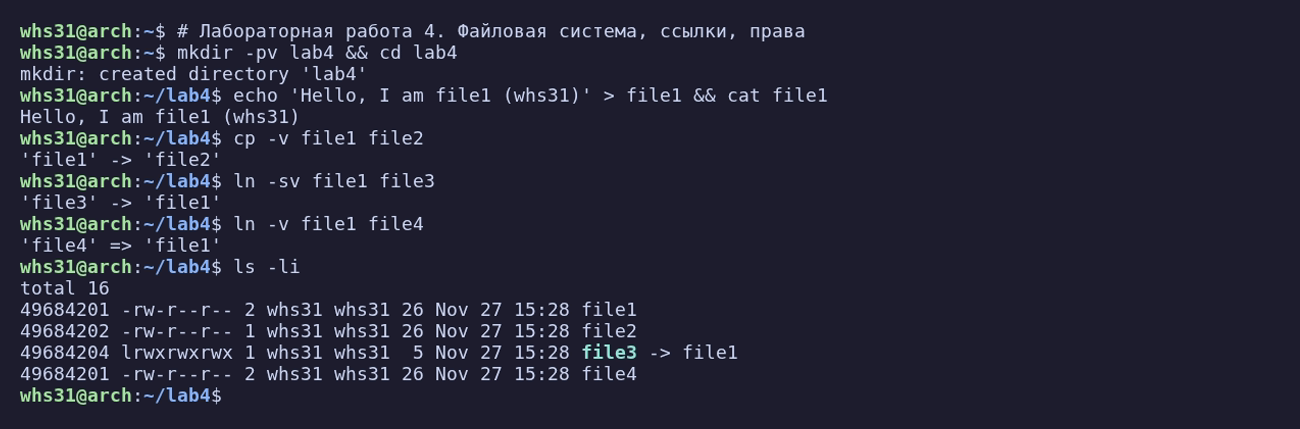 whs31@arch:~$ # Лабораторная работа 4. Файловая система, ссылки, права
whs31@arch:~$ mkdir -pv lab4 && cd lab4
mkdir: created directory 'lab4'
whs31@arch:~/lab4$ echo 'Hello, I am file1 (whs31)' > file1 && cat file1
Hello, I am file1 (whs31)
whs31@arch:~/lab4$ cp -v file1 file2
'file1' -> 'file2'
whs31@arch:~/lab4$ ln -sv file1 file3
'file3' -> 'file1'
whs31@arch:~/lab4$ ln -v file1 file4
'file4' => 'file1'
whs31@arch:~/lab4$ ls -li
total 16
49684201 -rw-r--r-- 2 whs31 whs31 26 Nov 27 15:28 file1
49684202 -rw-r--r-- 1 whs31 whs31 26 Nov 27 15:28 file2
49684204 lrwxrwxrwx 1 whs31 whs31  5 Nov 27 15:28 file3 -> file1
49684201 -rw-r--r-- 2 whs31 whs31 26 Nov 27 15:28 file4
whs31@arch:~/lab4$